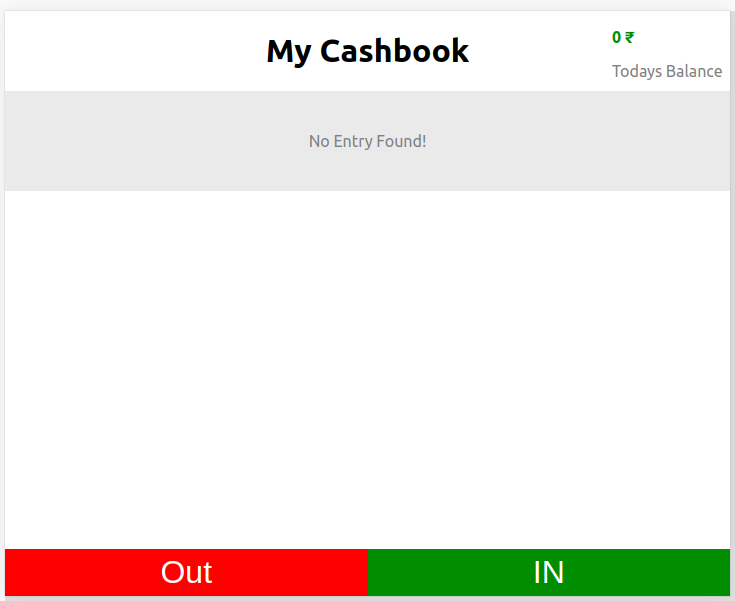 My Cashbook
0 ₹
Todays Balance
No Entry Found!
Out
IN